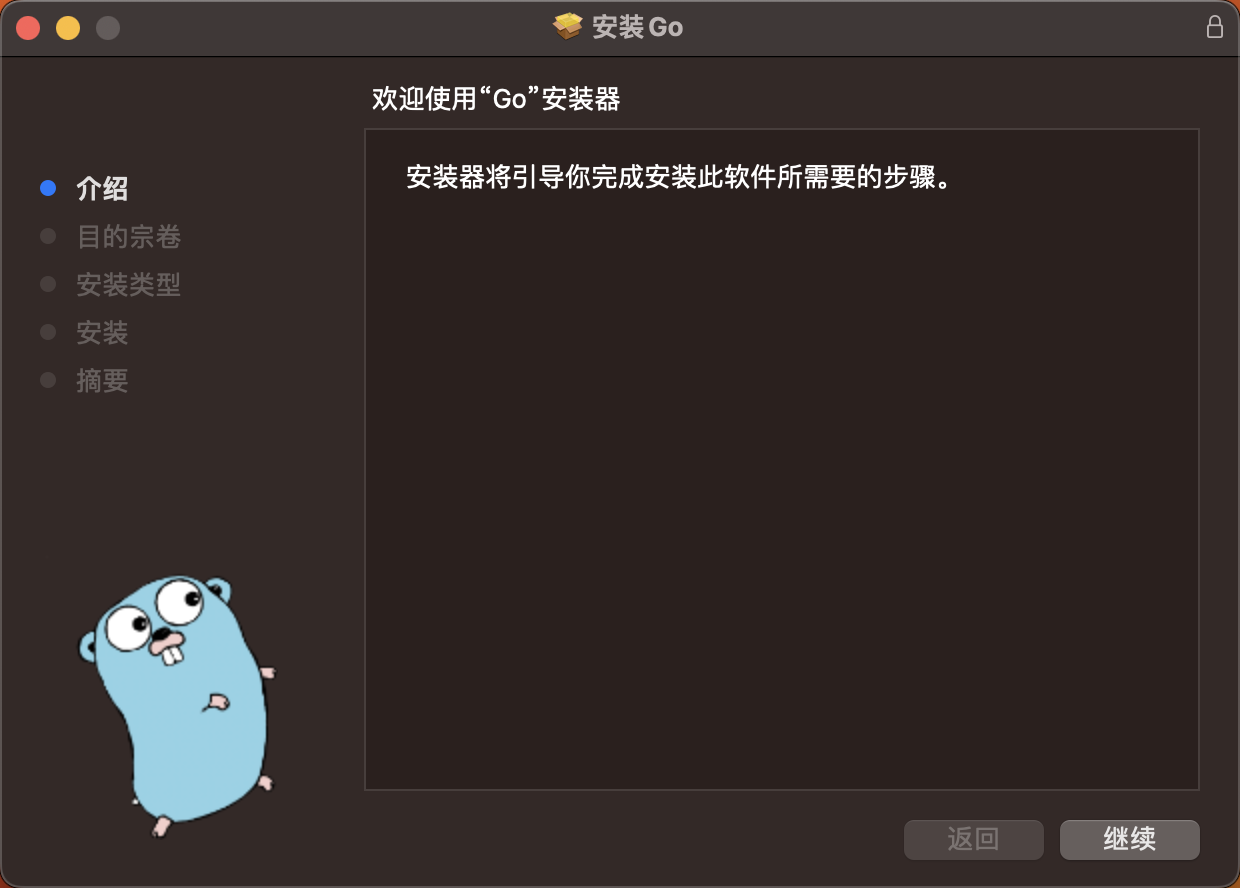 安装 Go
欢迎使用“Go”安装器
安装器将引导你完成安装此软件所需要的步骤。
介绍
目的宗卷
安装类型
安装
摘要
返回
继续